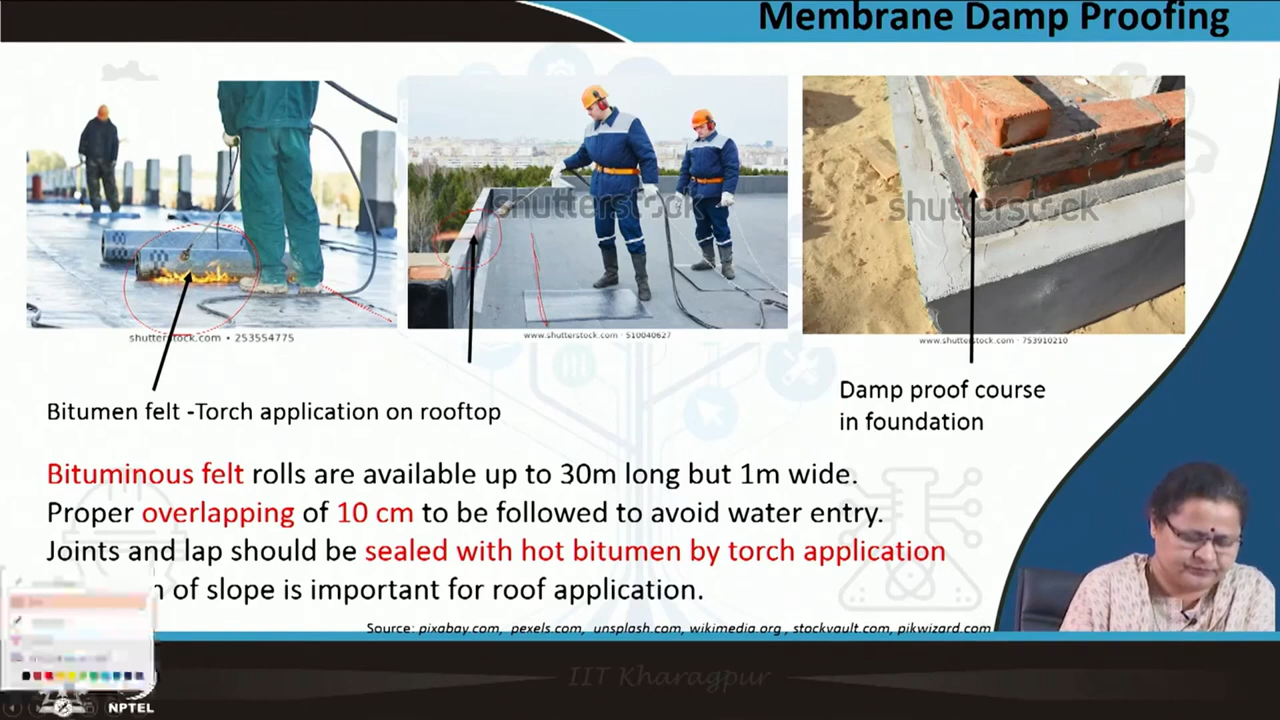 Membrane Damp Proofing
shutterstock
shutterstock
shutterstock • 253554775
www.shutterstock.com · 510040627
www.shutterstock.com · 753910210
Bitumen felt -Torch application on rooftop
Damp proof course
in foundation
Bituminous felt rolls are available up to 30m long but 1m wide.
Proper overlapping of 10 cm to be followed to avoid water entry.
Joints and lap should be sealed with hot bitumen by torch application
of slope is important for roof application.
Source: pixabay.com, pexels.com, unsplash.com, wikimedia.org , stockvault.com, pikwizard.com
IIT Kharagpur
NPTEL